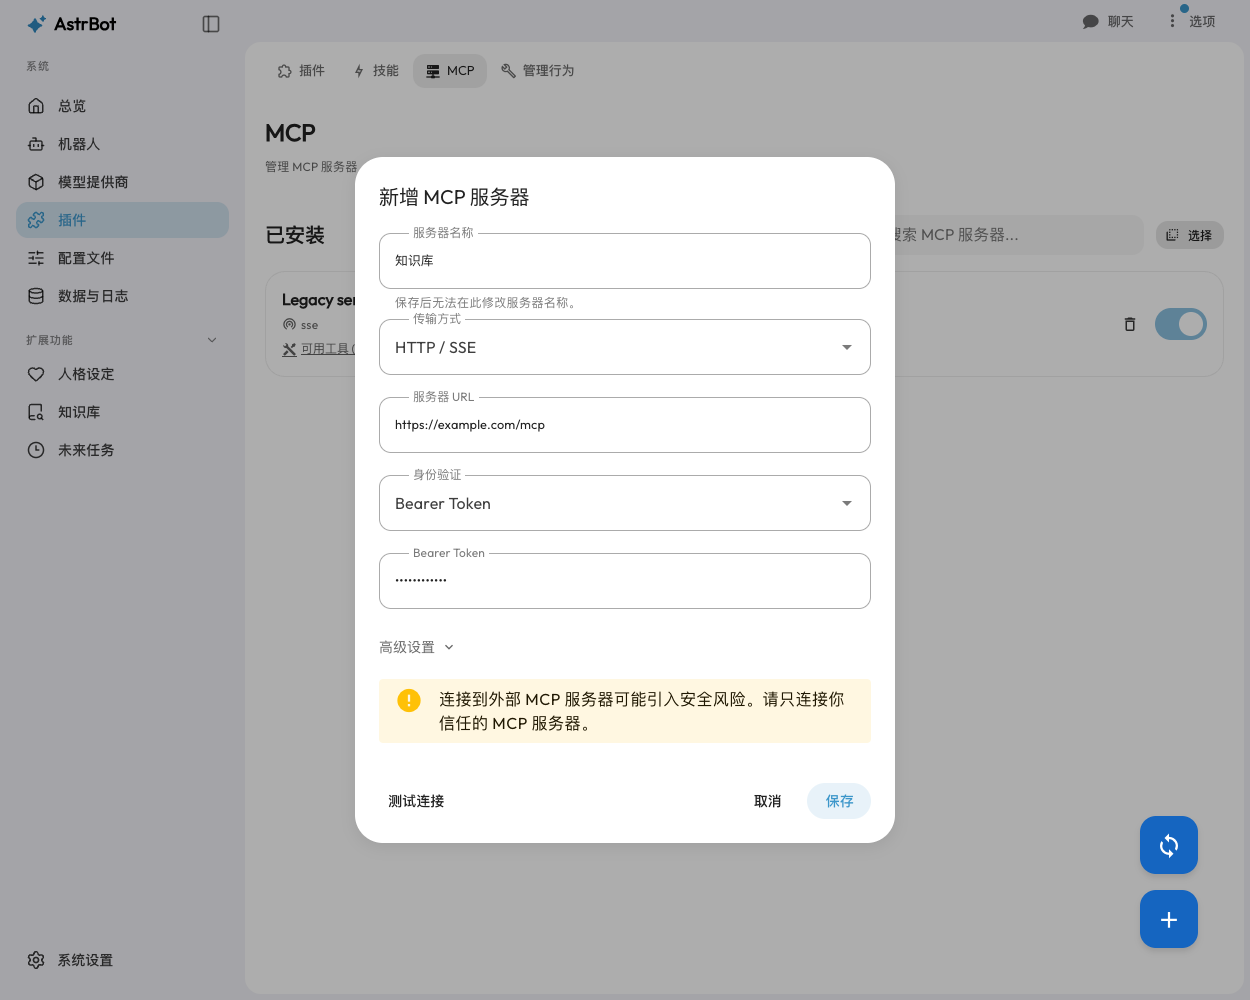 AstrBot
聊天
选项
系统
总览
机器人
模型提供商
插件
配置文件
数据与日志
扩展功能
人格设定
知识库
未来任务
系统设置
插件
技能
MCP
管理行为
MCP
管理 MCP 服务器
已安装
搜索 MCP 服务器...
选择
Legacy
sse
可用工具
新增 MCP 服务器
服务器名称
知识库
保存后无法在此修改服务器名称。
传输方式
HTTP / SSE
服务器 URL
https://example.com/mcp
身份验证
Bearer Token
Bearer Token
••••••••••••
高级设置
连接到外部 MCP 服务器可能引入安全风险。请只连接你
信任的 MCP 服务器。
测试连接
取消
保存